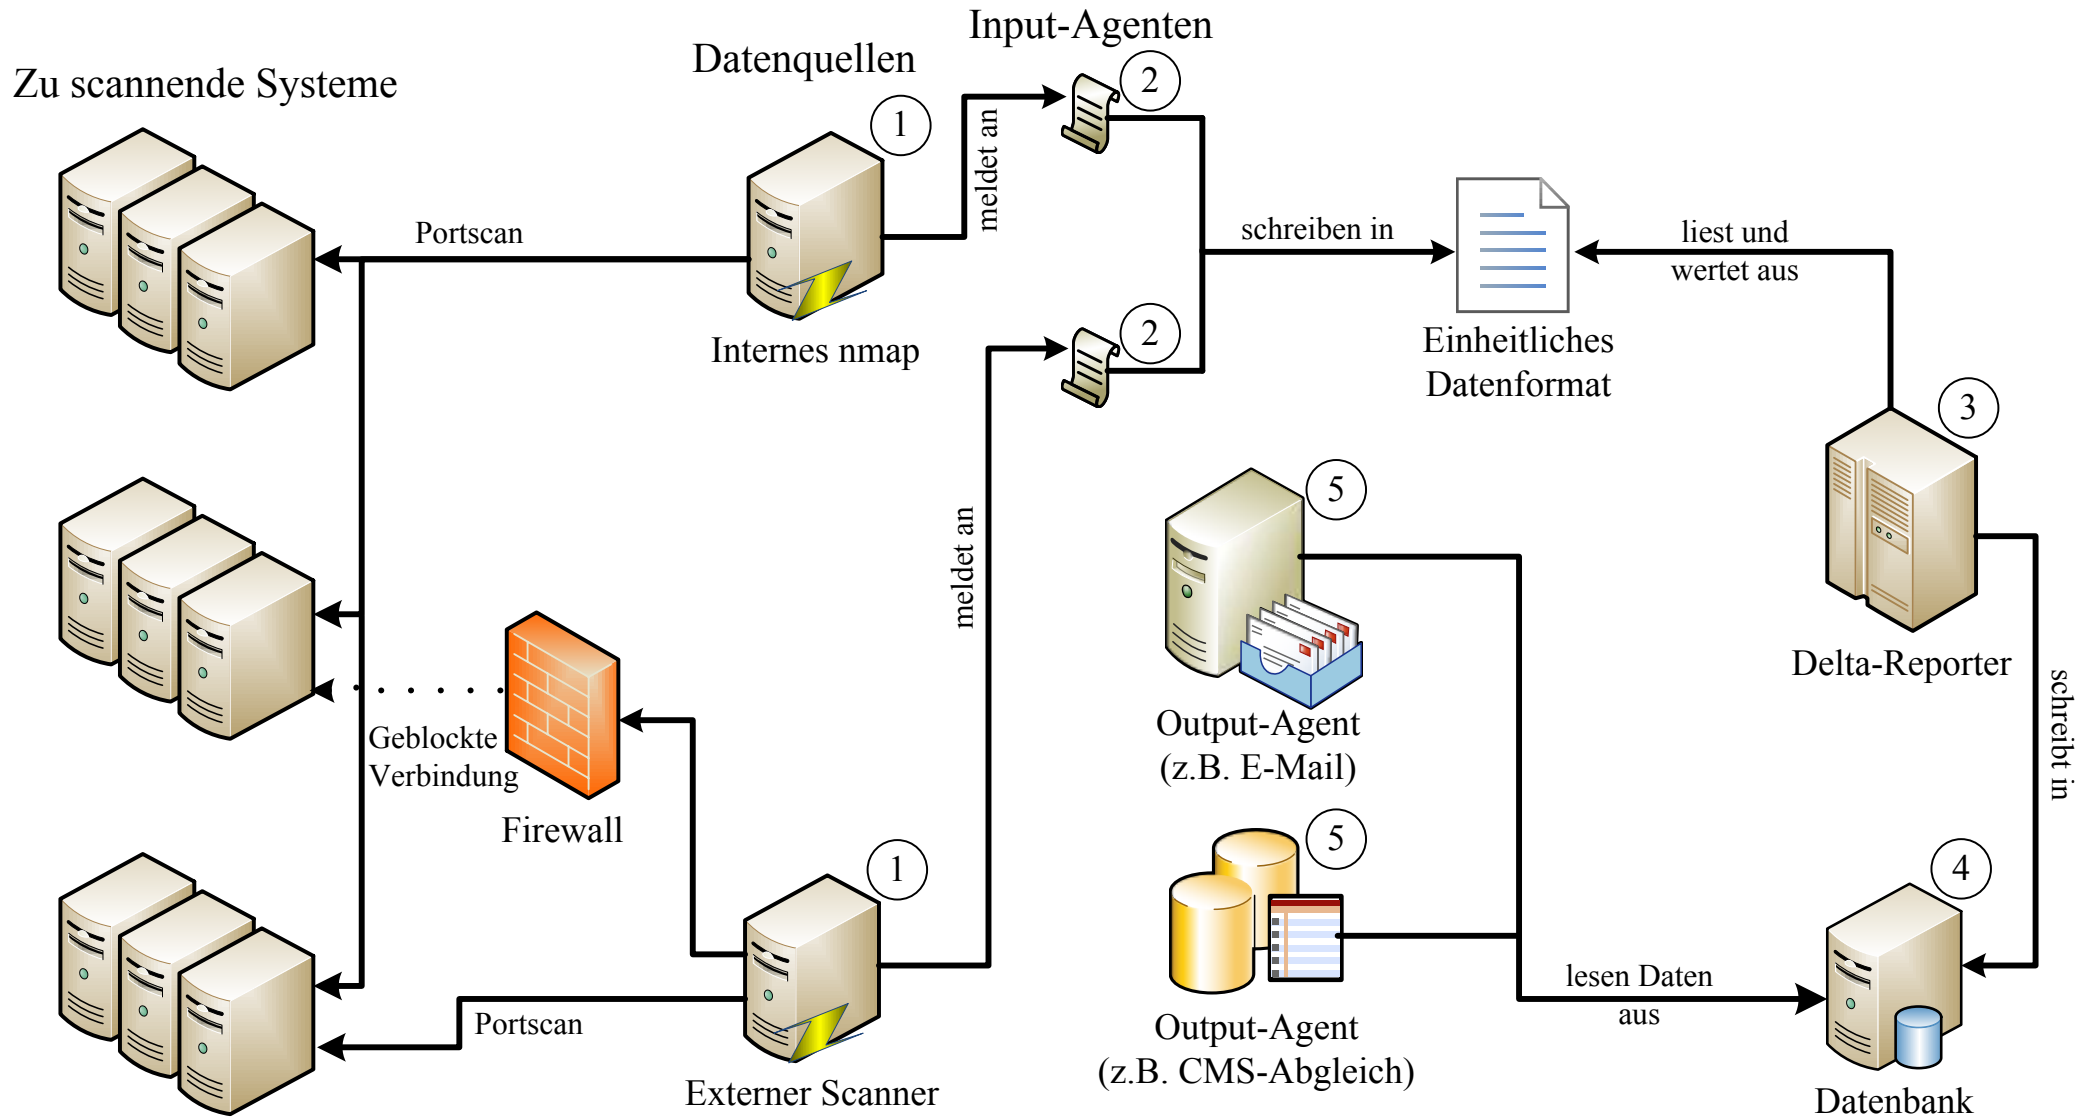 Zu scannende Systeme
Datenquellen
Input-Agenten
1
2
meldet an
Portscan
Internes nmap
2
schreiben in
Einheitliches
Datenformat
liest und
wertet aus
3
Delta-Reporter
schreibt in
meldet an
5
Output-Agent
(z.B. E-Mail)
Geblockte
Verbindung
Firewall
1
Portscan
Externer Scanner
5
Output-Agent
(z.B. CMS-Abgleich)
lesen Daten
aus
4
Datenbank